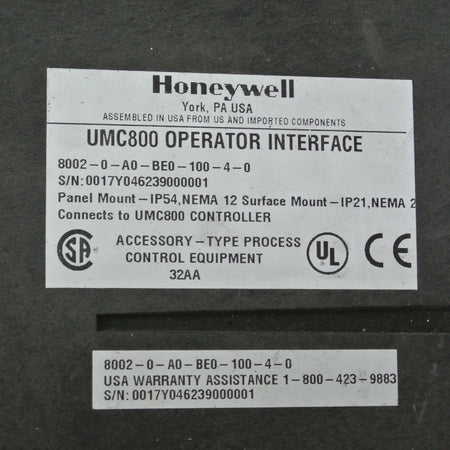 Honeywell
York, PA USA
ASSEMBLED IN USA FROM US AND IMPORTED COMPONENTS
UMC800 OPERATOR INTERFACE
8002-0-A0-BE0-100-4-0
S/N: 0017Y046239000001
Panel Mount-IP54,NEMA 12 Surface Mount-IP21,NEMA 2
Connects to UMC800 CONTROLLER
SA ACCESSORY-TYPE PROCESS UL CE
CONTROL EQUIPMENT
32AA
8002-0-A0-BE0-100-4-0
USA WARRANTY ASSISTANCE 1-800-423-9883
S/N: 0017Y046239000001